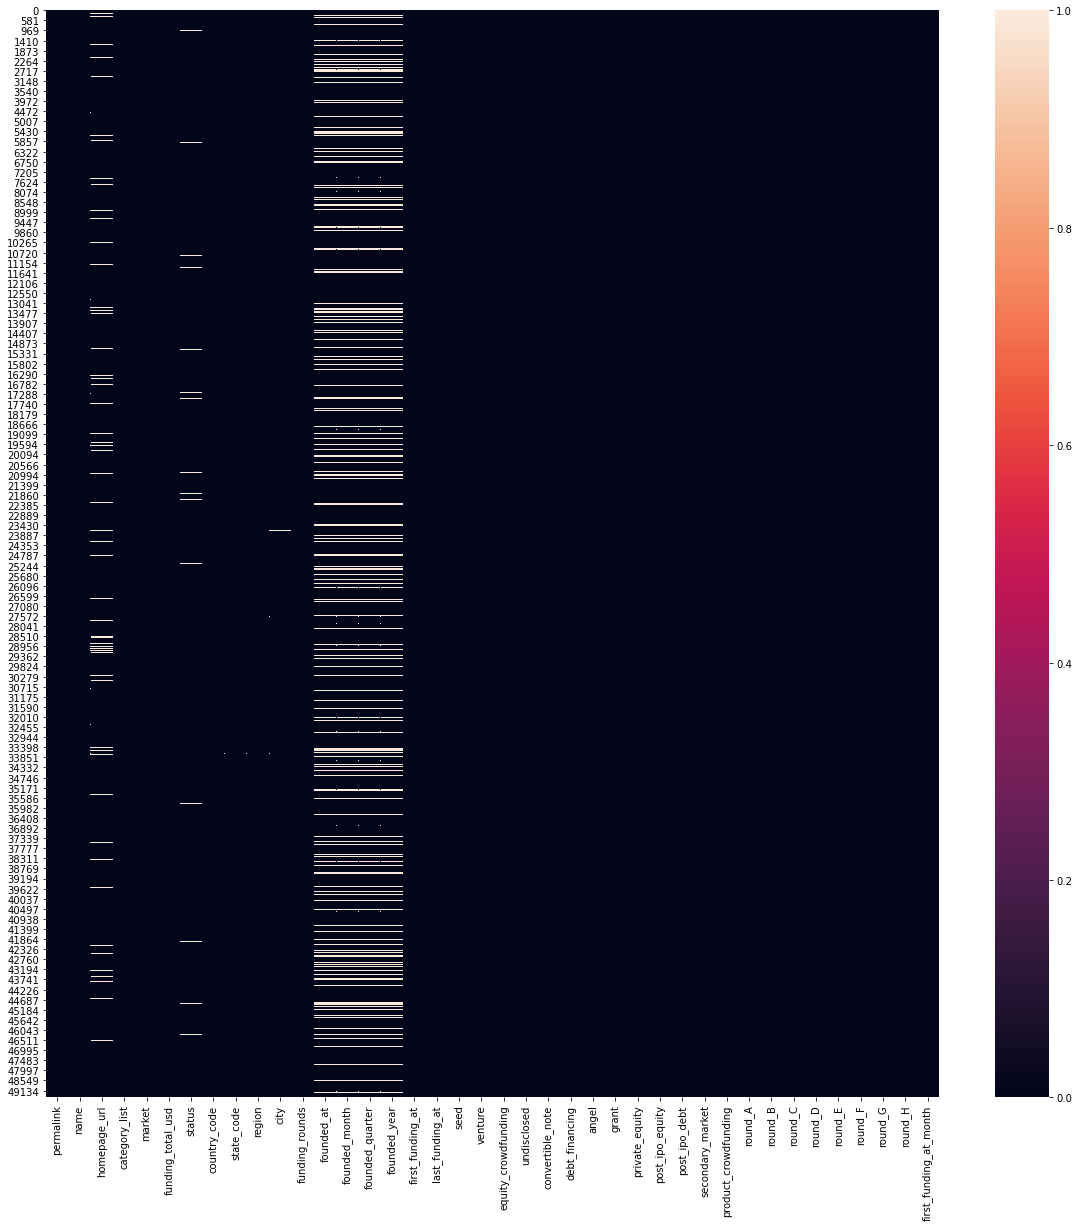 0
581
969
1410
1873
2264
2717
3148
3540
3972
4472
5007
5430
5857
6322
6750
7205
7624
8074
8548
8999
9447
9860
10265
10720
11154
11641
12106
12550
13041
13477
13907
14407
14873
15331
15802
16290
16782
17288
17740
18179
18666
19099
19594
20094
20566
20994
21399
21860
22385
22889
23430
23887
24353
24787
25244
25680
26096
26599
27080
27572
28041
28510
28956
29362
29824
30279
30715
31175
31590
32010
32455
32944
33398
33851
34332
34746
35171
35586
35982
36408
36892
37339
37777
38311
38769
39194
39622
40037
40497
40938
41399
41864
42326
42760
43194
43741
44226
44687
45184
45642
46043
46511
46995
47483
47997
48549
49134
permalink
name
homepage_url
category_list
market
funding_total_usd
status
country_code
state_code
region
city
funding_rounds
founded_at
founded_month
founded_quarter
founded_year
first_funding_at
last_funding_at
seed
venture
equity_crowdfunding
undisclosed
convertible_note
debt_financing
angel
grant
private_equity
post_ipo_equity
post_ipo_debt
secondary_market
product_crowdfunding
round_A
round_B
round_C
round_D
round_E
round_F
round_G
round_H
first_funding_at_month
1.0
0.8
0.6
0.4
0.2
0.0